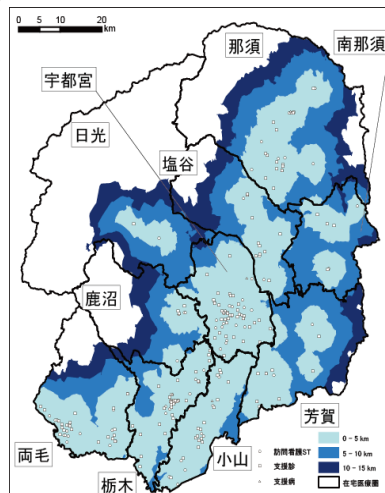 0 10 20
km
那須
南那須
宇都宮
日光
塩谷
鹿沼
芳賀
両毛
栃木
小山
訪問看護ST
支援診
支援病
0 - 5 km
5 - 10 km
10 - 15 km
在宅医療圏